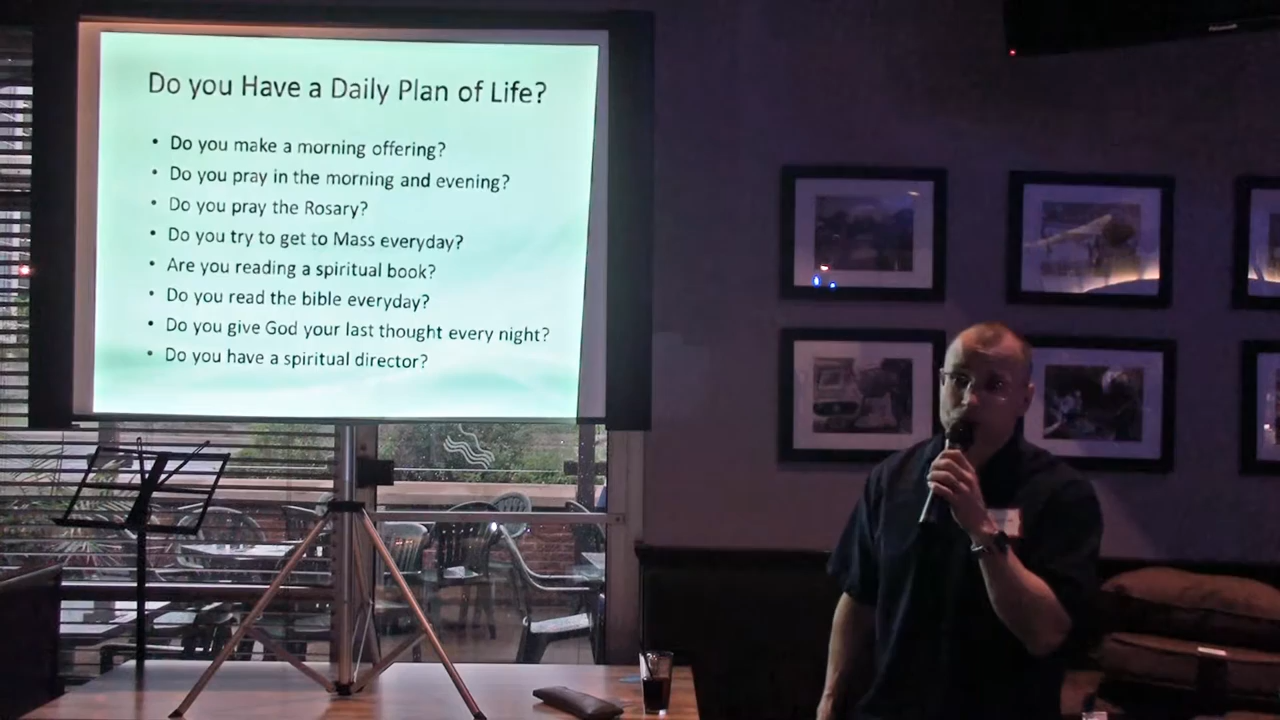 Do you Have a Daily Plan of Life?
• Do you make a morning offering?
• Do you pray in the morning and evening?
• Do you pray the Rosary?
• Do you try to get to Mass everyday?
• Are you reading a spiritual book?
• Do you read the bible everyday?
• Do you give God your last thought every night?
• Do you have a spiritual director?